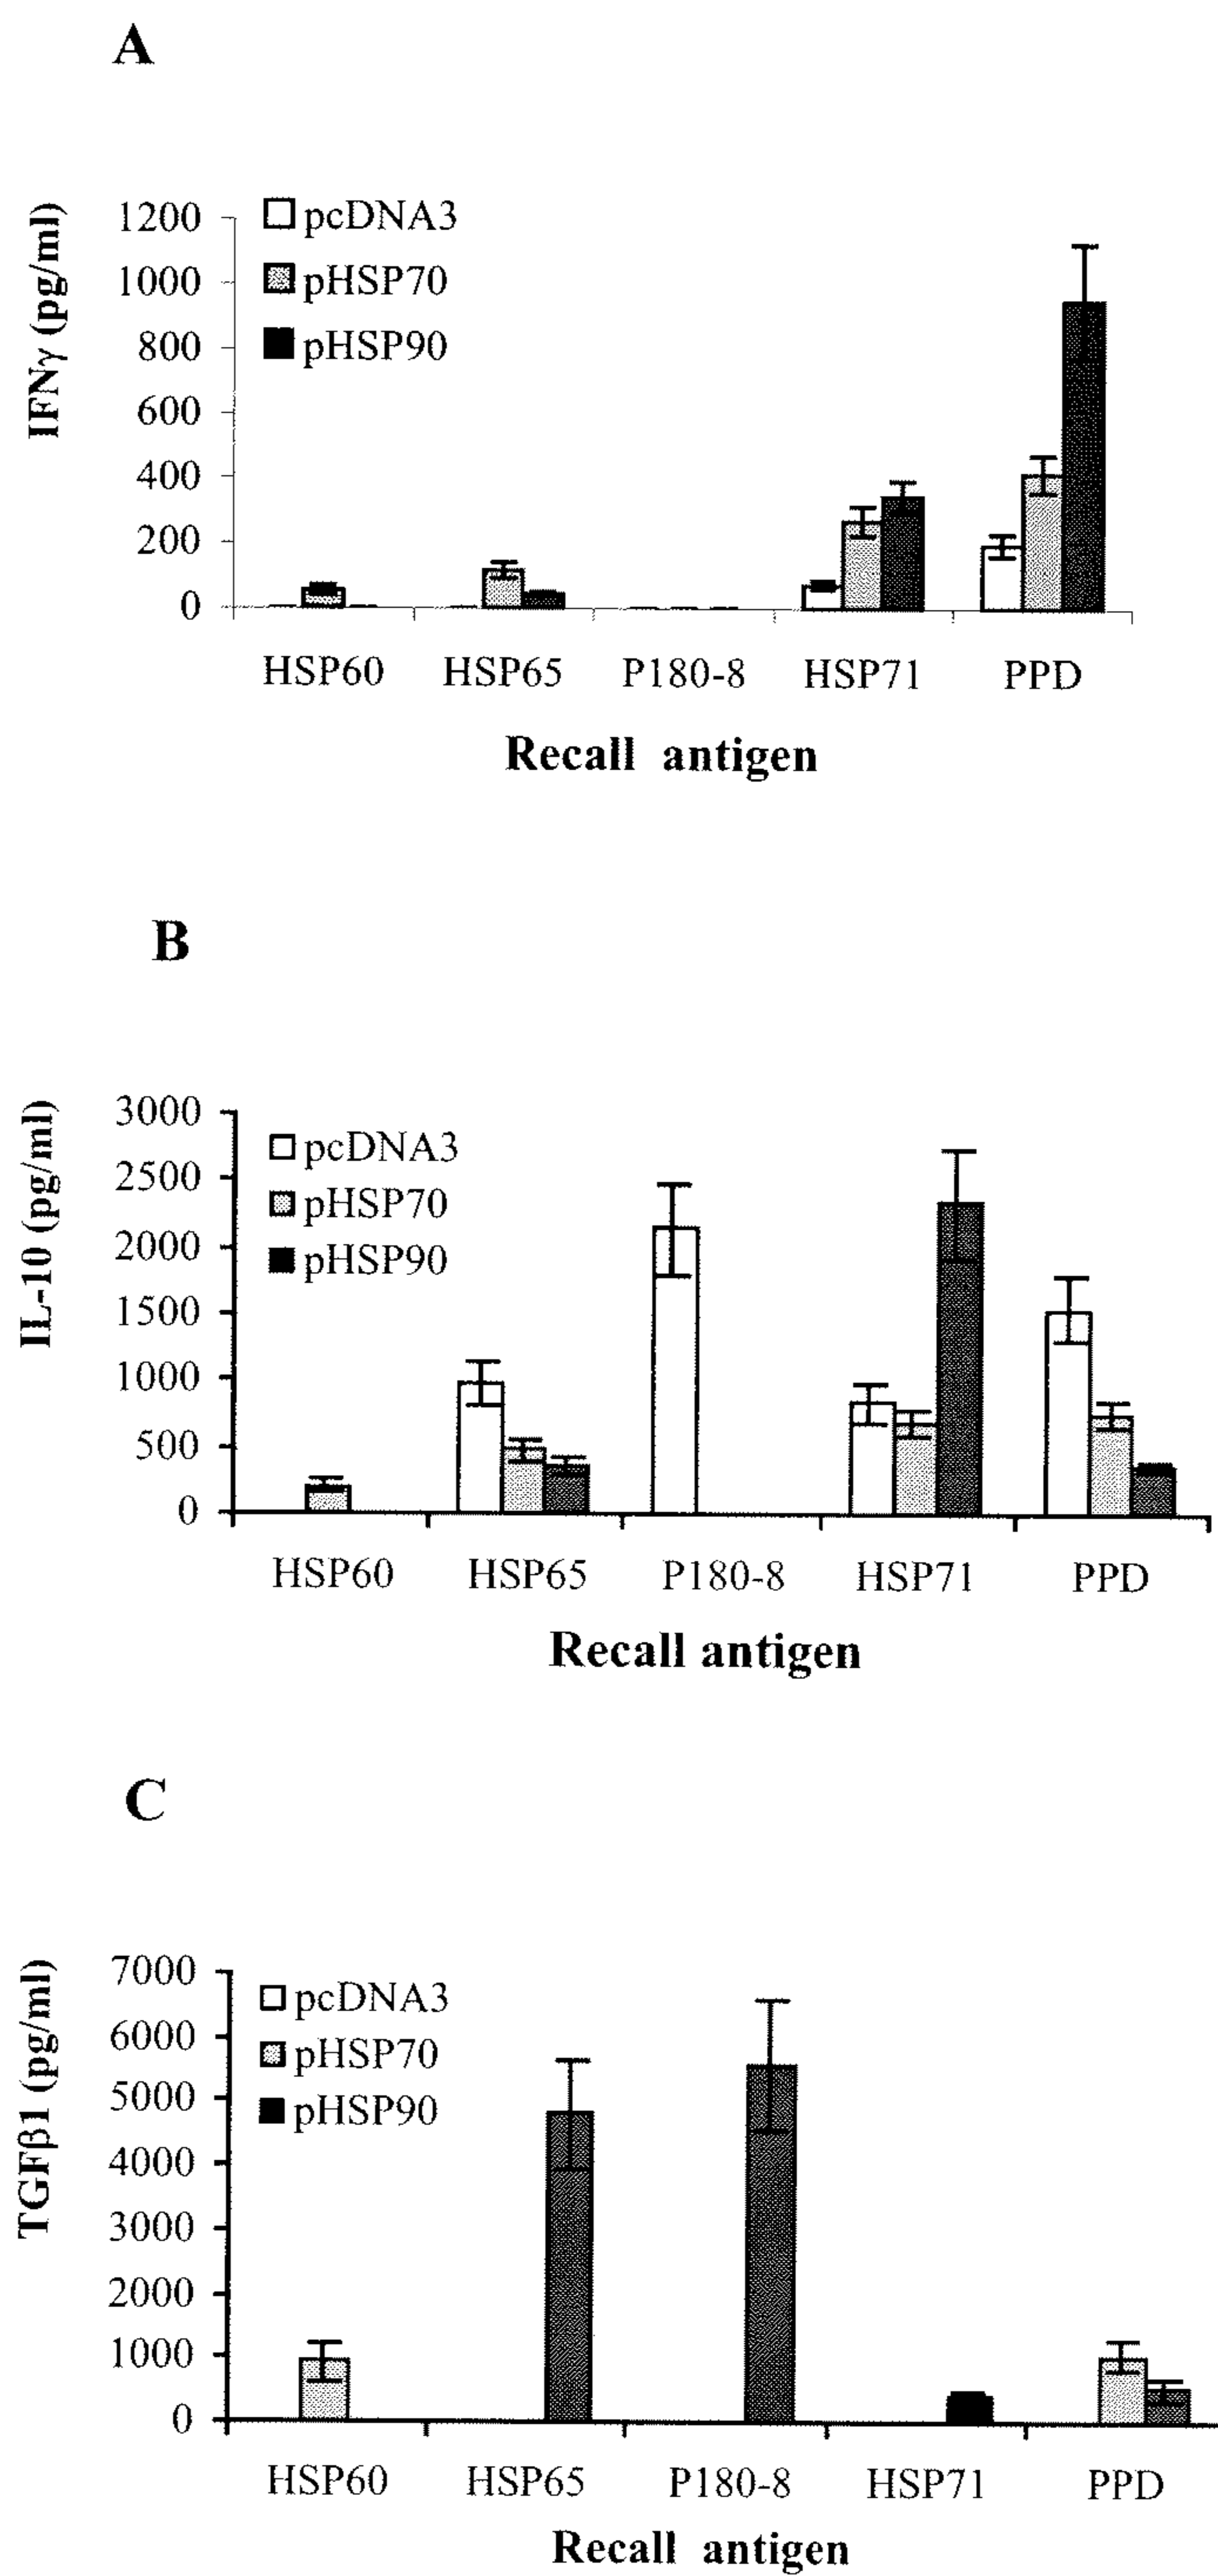 A
IFNγ (pg/ml)
1200
1000
800
600
400
200
0
pcDNA3
pHSP70
pHSP90
HSP60 HSP65 P180-8 HSP71 PPD
Recall antigen
B
IL-10 (pg/ml)
3000
2500
2000
1500
1000
500
0
pcDNA3
pHSP70
pHSP90
HSP60 HSP65 P180-8 HSP71 PPD
Recall antigen
C
TGFβ1 (pg/ml)
7000
6000
5000
4000
3000
2000
1000
0
pcDNA3
pHSP70
pHSP90
HSP60 HSP65 P180-8 HSP71 PPD
Recall antigen